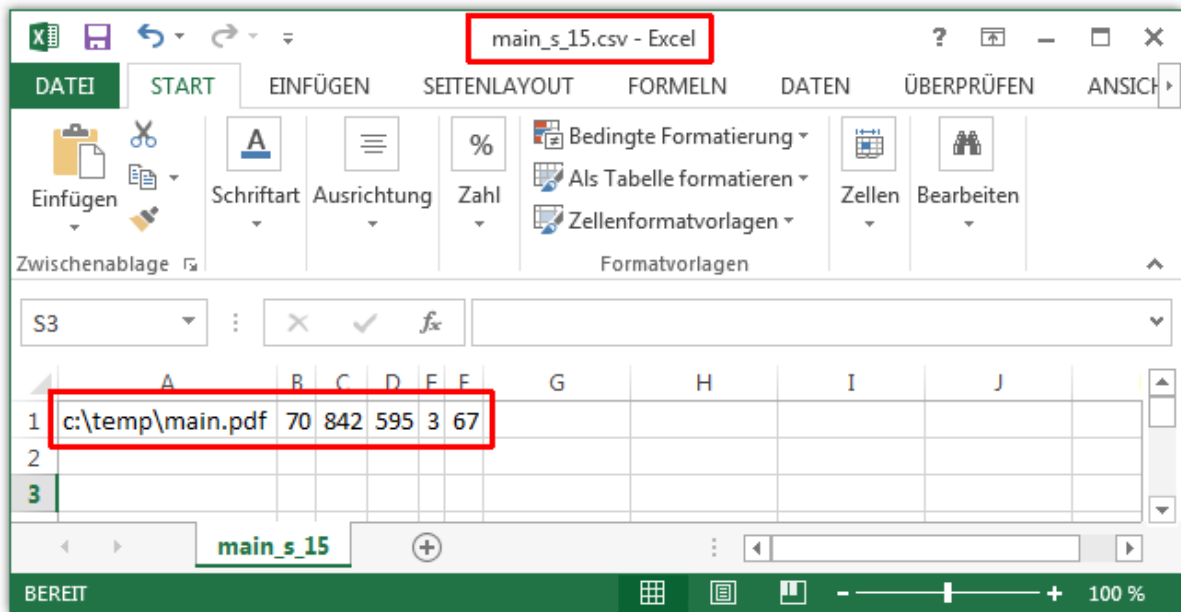 main_s_15.csv - Excel ?
DATEI START EINFÜGEN SEITENLAYOUT FORMELN DATEN ÜBERPRÜFEN ANSICH
Einfügen
Zwischenablage
A
Schriftart
Ausrichtung
%
Zahl
Bedingte Formatierung
Als Tabelle formatieren
Zellenformatvorlagen
Formatvorlagen
Zellen
Bearbeiten
S3 fx
A B C D E F G H I J
1 c:\temp\main.pdf 70 842 595 3 67
2
3
main_s_15
BEREIT - + 100 %